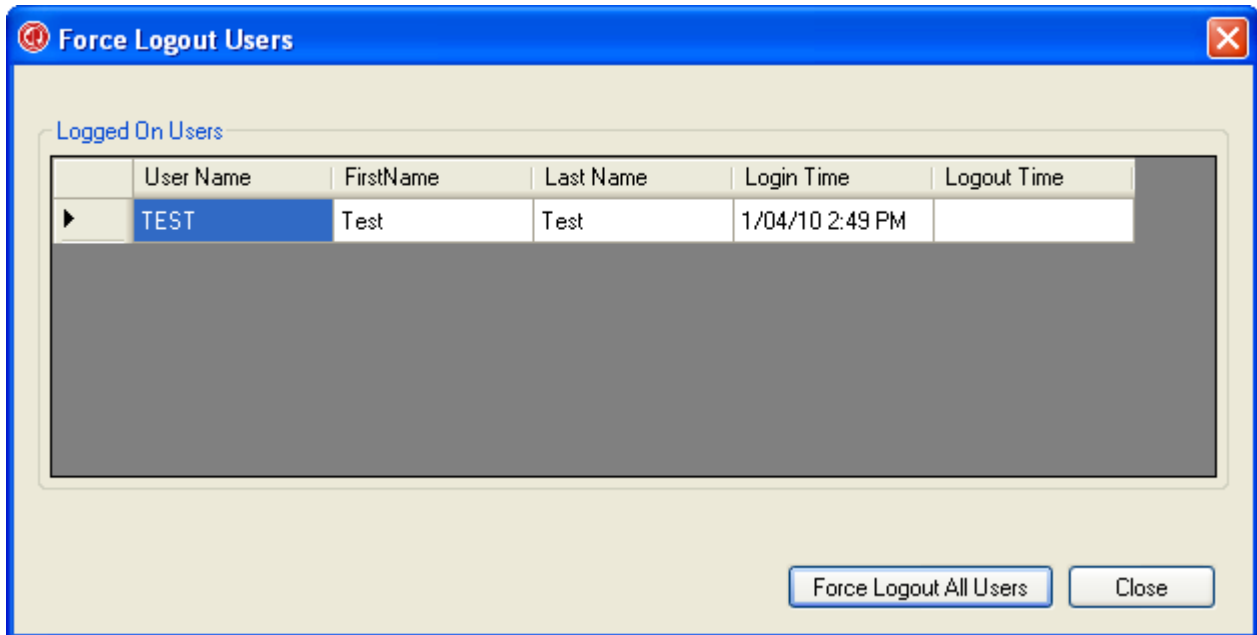 Force Logout Users
Logged On Users
User Name FirstName Last Name Login Time Logout Time
TEST Test Test 1/04/10 2:49 PM
Force Logout All Users Close